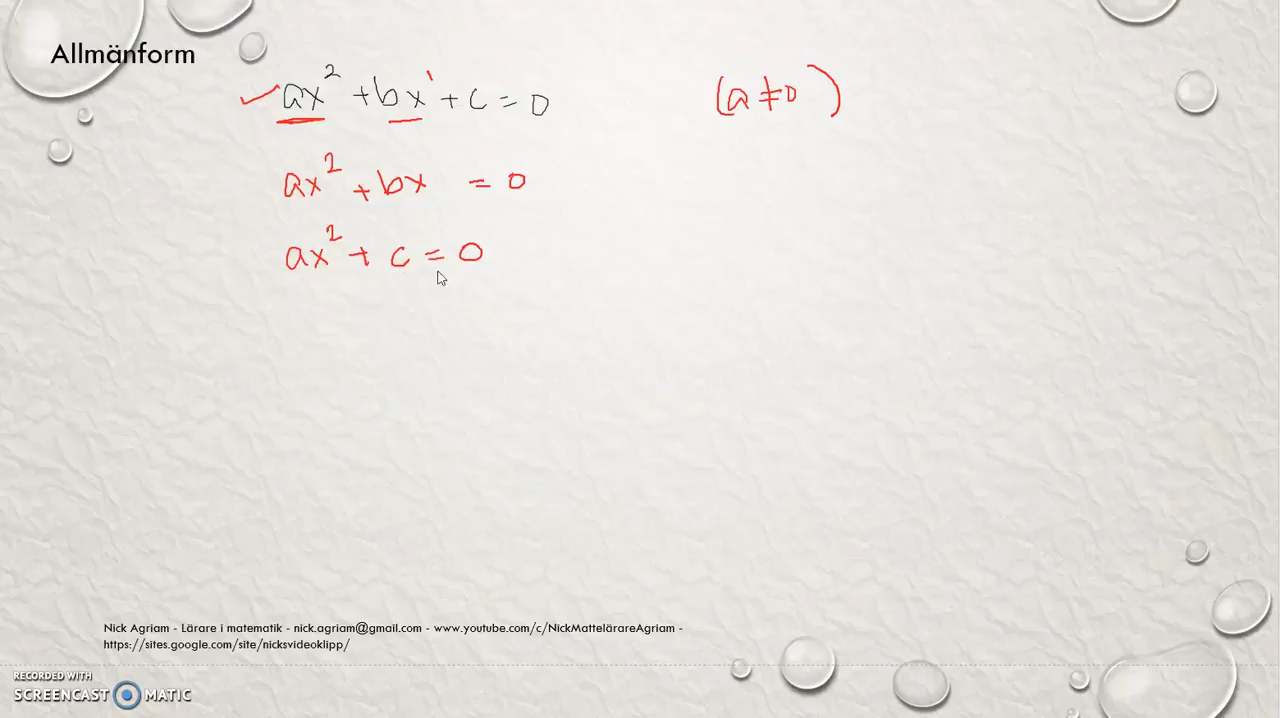 Allmänform
ax² + bx' + c = 0 (a ≠ 0)
ax² + bx = 0
ax² + c = 0
Nick Agriam - Lärare i matematik - nick.agriam@gmail.com - www.youtube.com/c/NickMattelärareAgriam -
https://sites.google.com/site/nicksvideoklipp/
RECORDED WITH
SCREENCAST MATIC